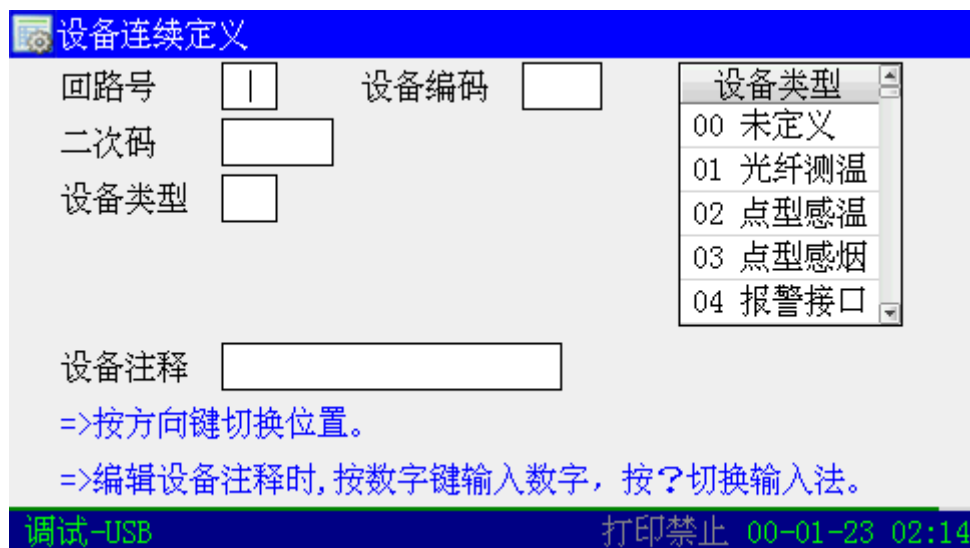 设备连续定义
回路号 设备编码
二次码
设备类型
设备类型
00 未定义
01 光纤测温
02 点型感温
03 点型感烟
04 报警接口
设备注释
=>按方向键切换位置。
=>编辑设备注释时,按数字键输入数字，按?切换输入法。
调试-USB 打印禁止 00-01-23 02:14